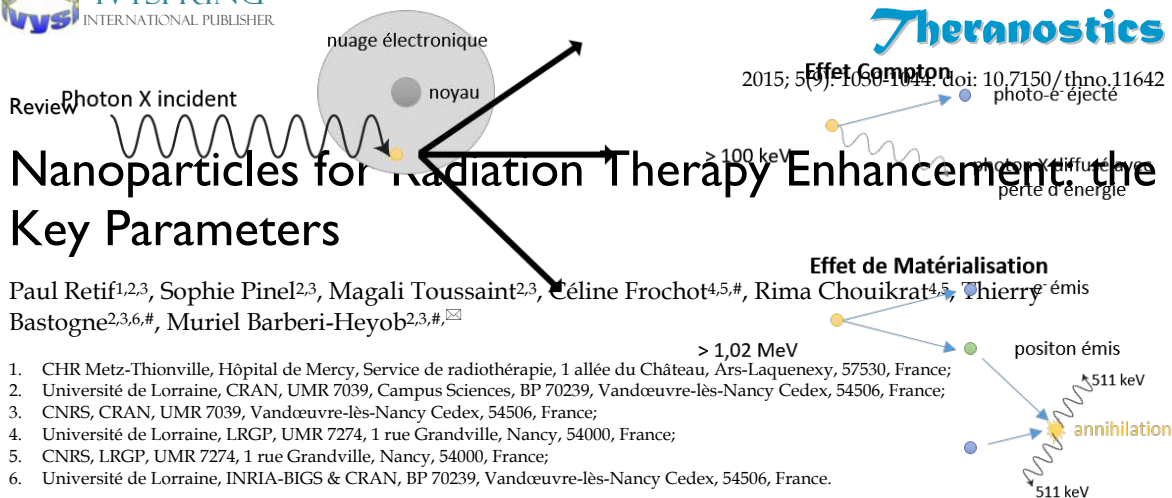 IVYSPRING
INTERNATIONAL PUBLISHER
ivysp
Theranostics
nuage électronique
noyau
Effet Compton
2015; 5(9): 1030-1044. doi: 10.7150/thno.11642
photo-e⁻ éjecté
Review
Photon X incident
> 100 keV
photon X diffusé avec
perte d'énergie
Nanoparticles for Radiation Therapy Enhancement: the
Key Parameters
Effet de Matérialisation
Paul Retif1,2,3, Sophie Pinel2,3, Magali Toussaint2,3, Céline Frochot4,5,#, Rima Chouikrat4,5, Thierry
Bastogne2,3,6,#, Muriel Barberi-Heyob2,3,#,✉
e⁻ émis
> 1,02 MeV
positon émis
511 keV
annihilation
511 keV
1. CHR Metz-Thionville, Hôpital de Mercy, Service de radiothérapie, 1 allée du Château, Ars-Laquenexy, 57530, France;
2. Université de Lorraine, CRAN, UMR 7039, Campus Sciences, BP 70239, Vandœuvre-lès-Nancy Cedex, 54506, France;
3. CNRS, CRAN, UMR 7039, Vandœuvre-lès-Nancy Cedex, 54506, France;
4. Université de Lorraine, LRGP, UMR 7274, 1 rue Grandville, Nancy, 54000, France;
5. CNRS, LRGP, UMR 7274, 1 rue Grandville, Nancy, 54000, France;
6. Université de Lorraine, INRIA-BIGS & CRAN, BP 70239, Vandœuvre-lès-Nancy Cedex, 54506, France.